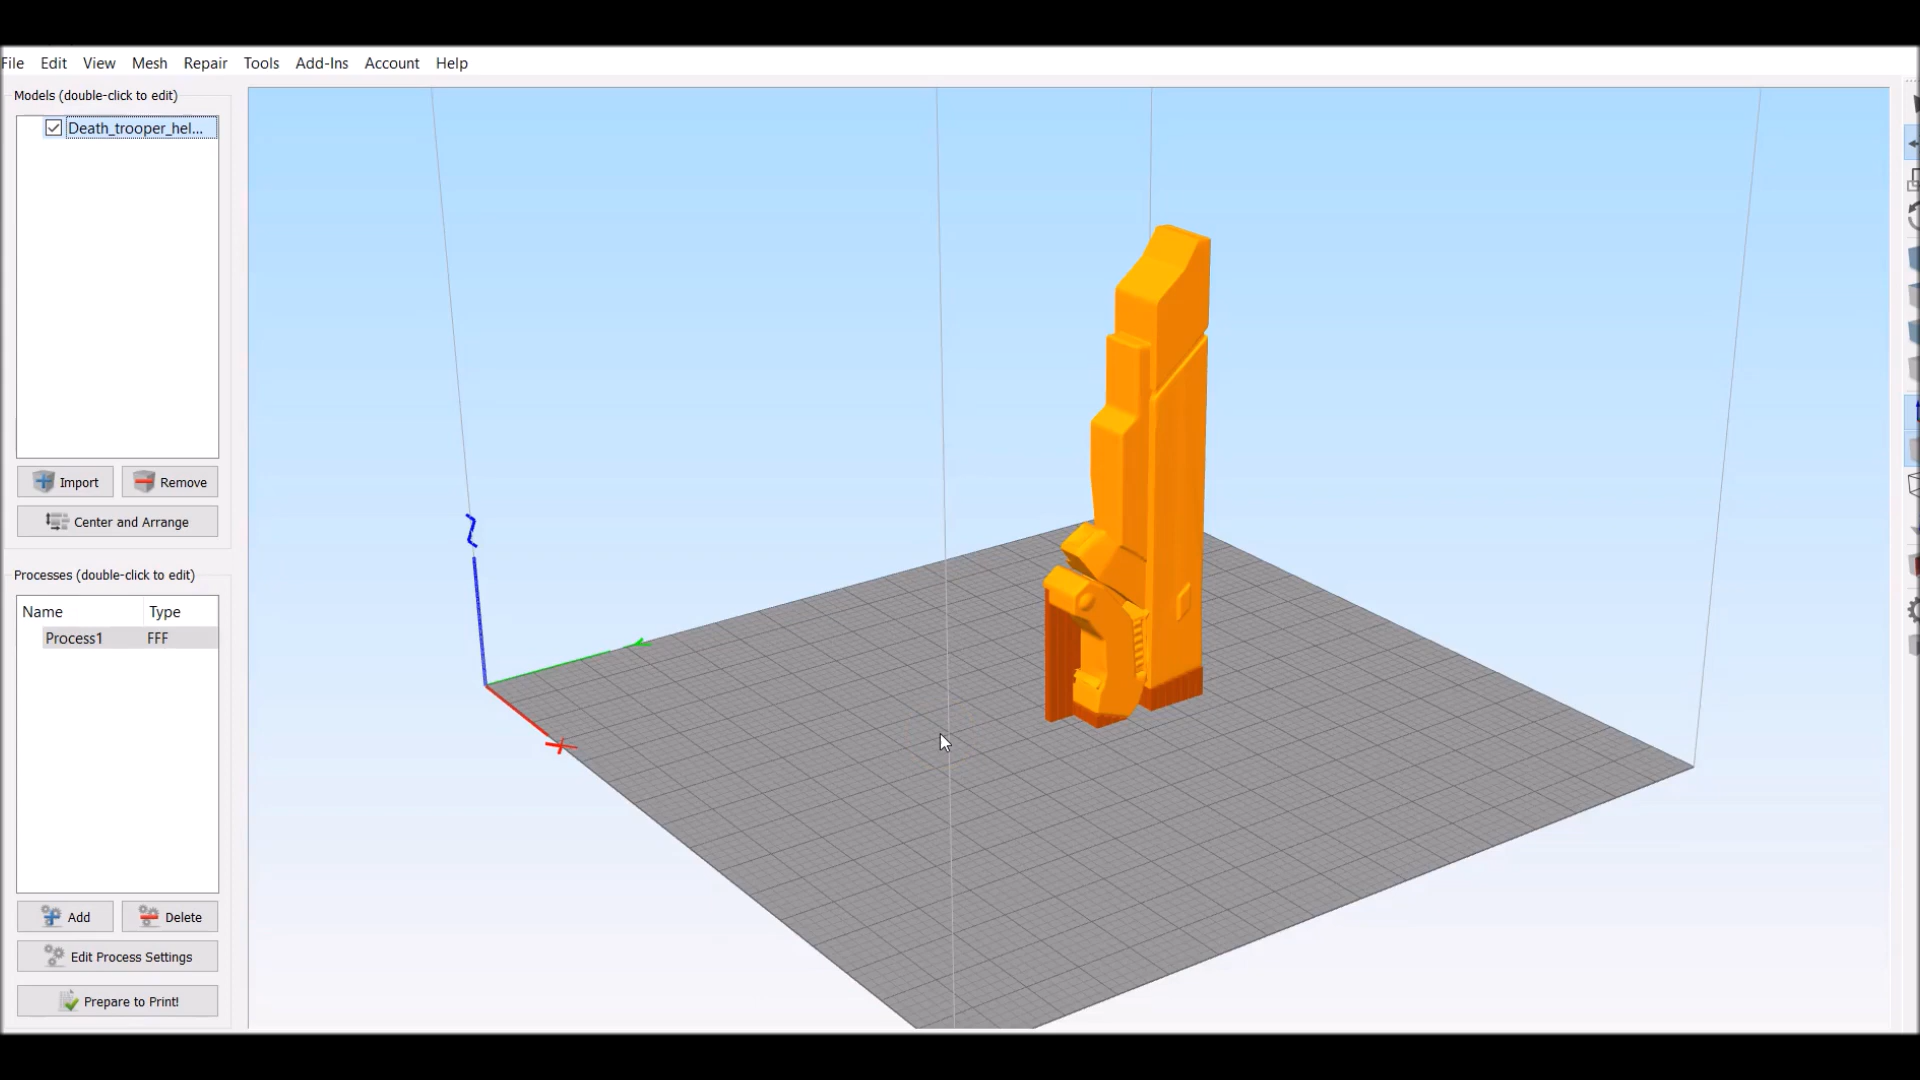 File Edit View Mesh Repair Tools Add-Ins Account Help
Models (double-click to edit)
Death_trooper_hel...
Import Remove
Center and Arrange
Processes (double-click to edit)
Name Type
Process1 FFF
Add Delete
Edit Process Settings
Prepare to Print!